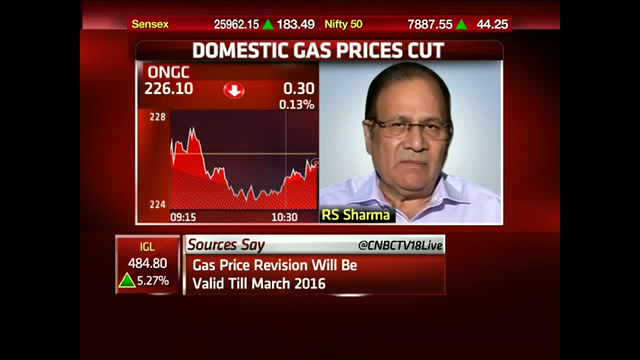 Sensex 25962.15 ▲ 183.49 Nifty 50 7887.55 ▲ 44.25
DOMESTIC GAS PRICES CUT
ONGC
226.10 0.30
0.13%
228
224
09:15 10:30
RS Sharma
IGL
484.80
▲ 5.27%
Sources Say @CNBCTV18Live
Gas Price Revision Will Be
Valid Till March 2016